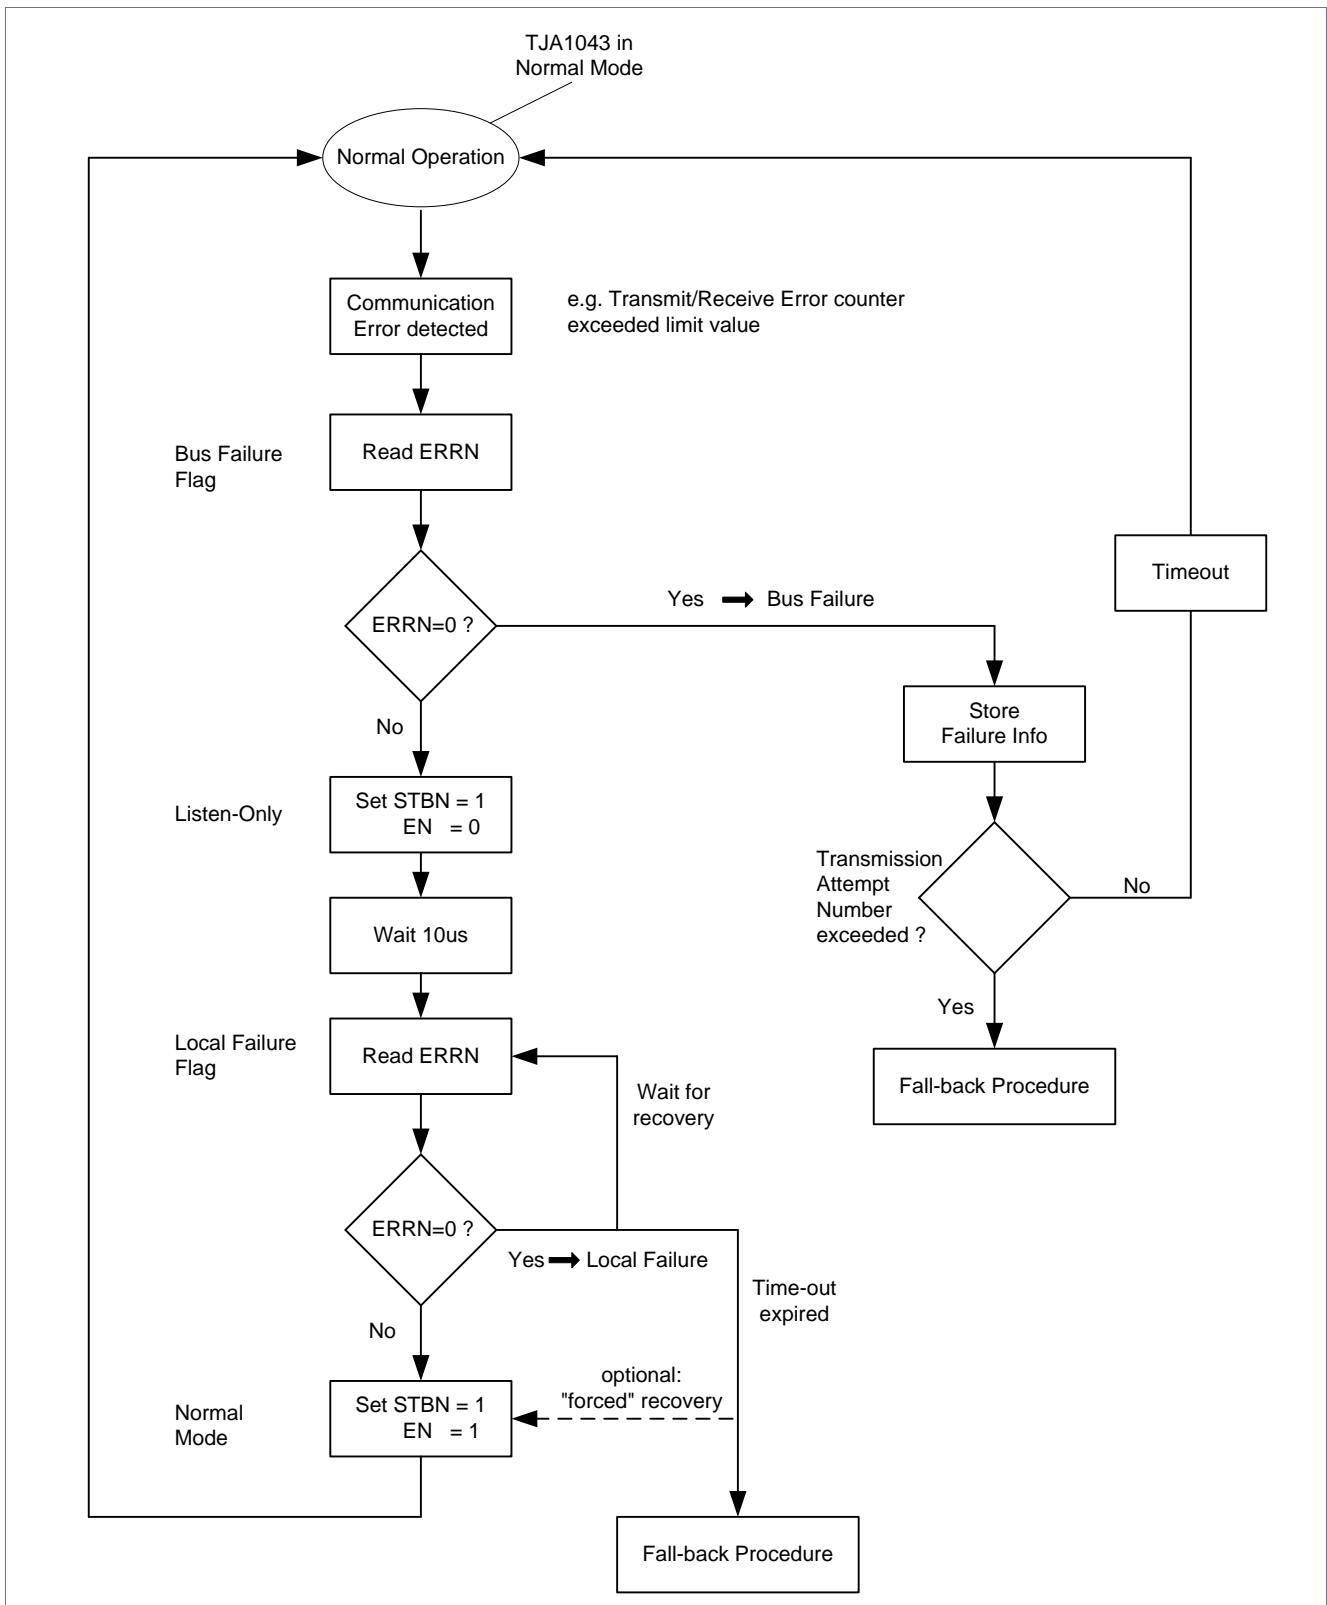 TJA1043 in
Normal Mode
Normal Operation
Communication
Error detected
e.g. Transmit/Receive Error counter
exceeded limit value
Bus Failure
Flag
Read ERRN
Timeout
ERRN=0 ?
Yes ➡ Bus Failure
Store
Failure Info
No
Listen-Only
Set STBN = 1
EN = 0
Transmission
Attempt
Number
exceeded ?
No
Wait 10us
Yes
Local Failure
Flag
Read ERRN
Wait for
recovery
Fall-back Procedure
ERRN=0 ?
Yes ➡ Local Failure
Time-out
expired
No
optional:
"forced" recovery
Normal
Mode
Set STBN = 1
EN = 1
Fall-back Procedure